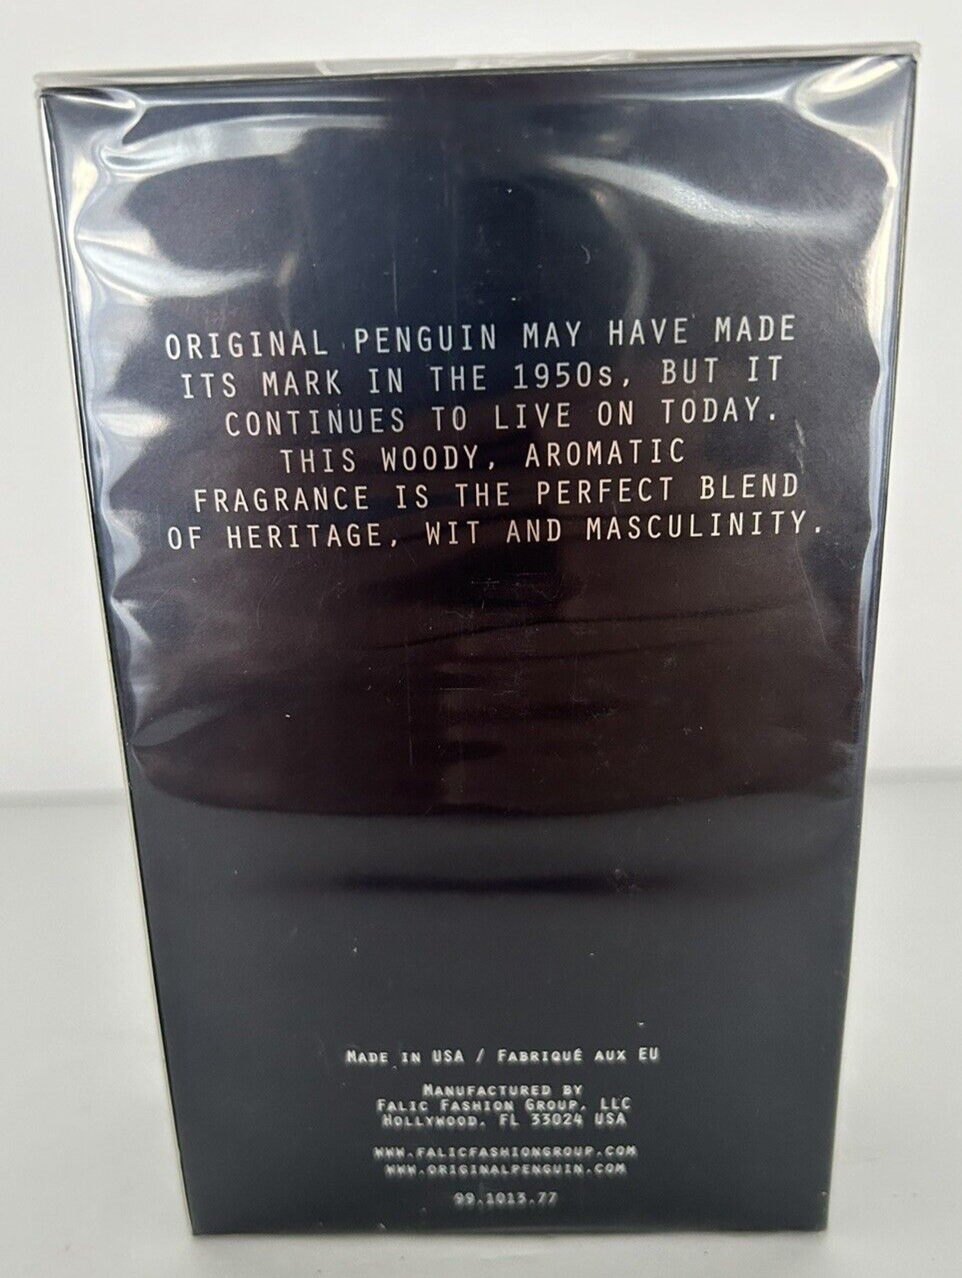 ORIGINAL PENGUIN MAY HAVE MADE
ITS MARK IN THE 1950s, BUT IT
CONTINUES TO LIVE ON TODAY.
THIS WOODY, AROMATIC
FRAGRANCE IS THE PERFECT BLEND
OF HERITAGE, WIT AND MASCULINITY.
MADE IN USA / FABRIQUÉ AUX EU
MANUFACTURED BY
FALIC FASHION GROUP, LLC
HOLLYWOOD, FL 33024 USA
WWW.FALICFASHIONGROUP.COM
WWW.ORIGINALPENGUIN.COM
99.1013.77